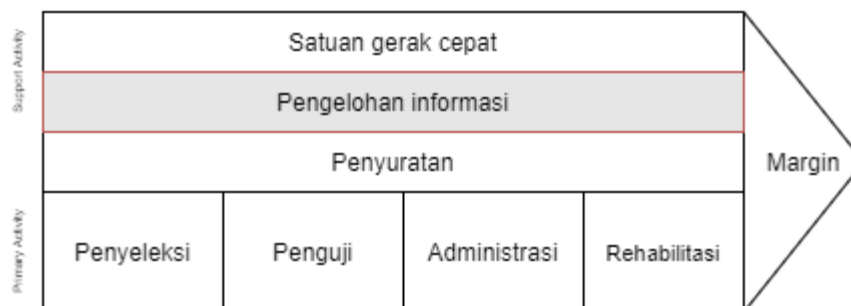 Support Activity
Satuan gerak cepat
Pengelohan informasi
Penyuratan
Margin
Primary Activity
Penyeleksi
Penguji
Administrasi
Rehabilitasi